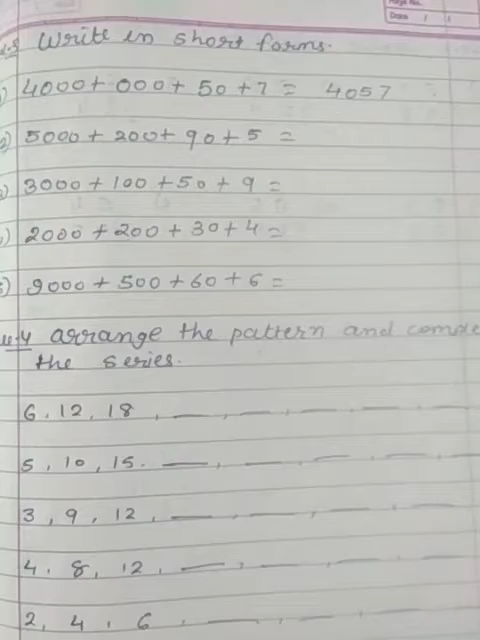 Write in short forms.
4000 + 000 + 50 + 7 = 4057
5000 + 200 + 90 + 5 =
3000 + 100 + 50 + 9 =
2000 + 200 + 30 + 4 =
9000 + 500 + 60 + 6 =
arrange the pattern and comple
the series.
6, 12, 18,
5, 10, 15.
3, 9, 12,
4, 8, 12,
2, 4, 6
Date / /